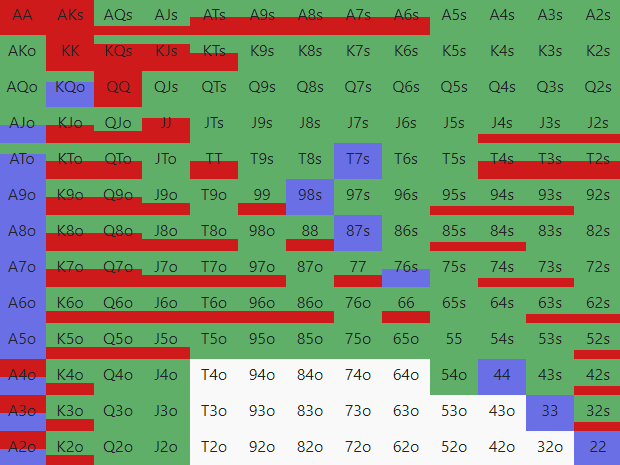 AA AKs AQs AJs ATs A9s A8s A7s A6s A5s A4s A3s A2s
AKo KK KQs KJs KTs K9s K8s K7s K6s K5s K4s K3s K2s
AQo KQo QQ QJs QTs Q9s Q8s Q7s Q6s Q5s Q4s Q3s Q2s
AJo KJo QJo JJ JTs J9s J8s J7s J6s J5s J4s J3s J2s
ATo KTo QTo JTo TT T9s T8s T7s T6s T5s T4s T3s T2s
A9o K9o Q9o J9o T9o 99 98s 97s 96s 95s 94s 93s 92s
A8o K8o Q8o J8o T8o 98o 88 87s 86s 85s 84s 83s 82s
A7o K7o Q7o J7o T7o 97o 87o 77 76s 75s 74s 73s 72s
A6o K6o Q6o J6o T6o 96o 86o 76o 66 65s 64s 63s 62s
A5o K5o Q5o J5o T5o 95o 85o 75o 65o 55 54s 53s 52s
A4o K4o Q4o J4o T4o 94o 84o 74o 64o 54o 44 43s 42s
A3o K3o Q3o J3o T3o 93o 83o 73o 63o 53o 43o 33 32s
A2o K2o Q2o J2o T2o 92o 82o 72o 62o 52o 42o 32o 22